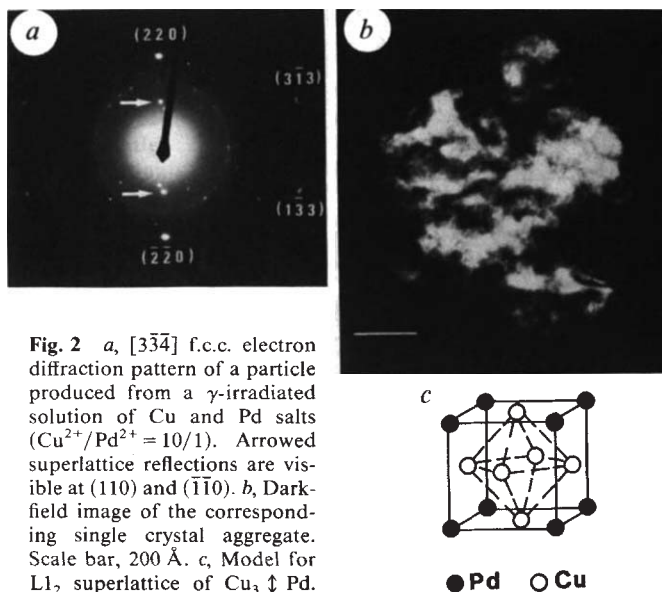 a
(220)
(31̄3)
(13̄3)
(2̄2̄0)
b
Fig. 2 a, [33̄4̄] f.c.c. electron
diffraction pattern of a particle
produced from a γ-irradiated
solution of Cu and Pd salts
(Cu²⁺/Pd²⁺ = 10/1). Arrowed
superlattice reflections are vis-
ible at (110) and (1̄1̄0). b, Dark-
field image of the correspond-
ing single crystal aggregate.
Scale bar, 200 Å. c, Model for
L1₂ superlattice of Cu₃ ↕ Pd.
c
Pd Cu